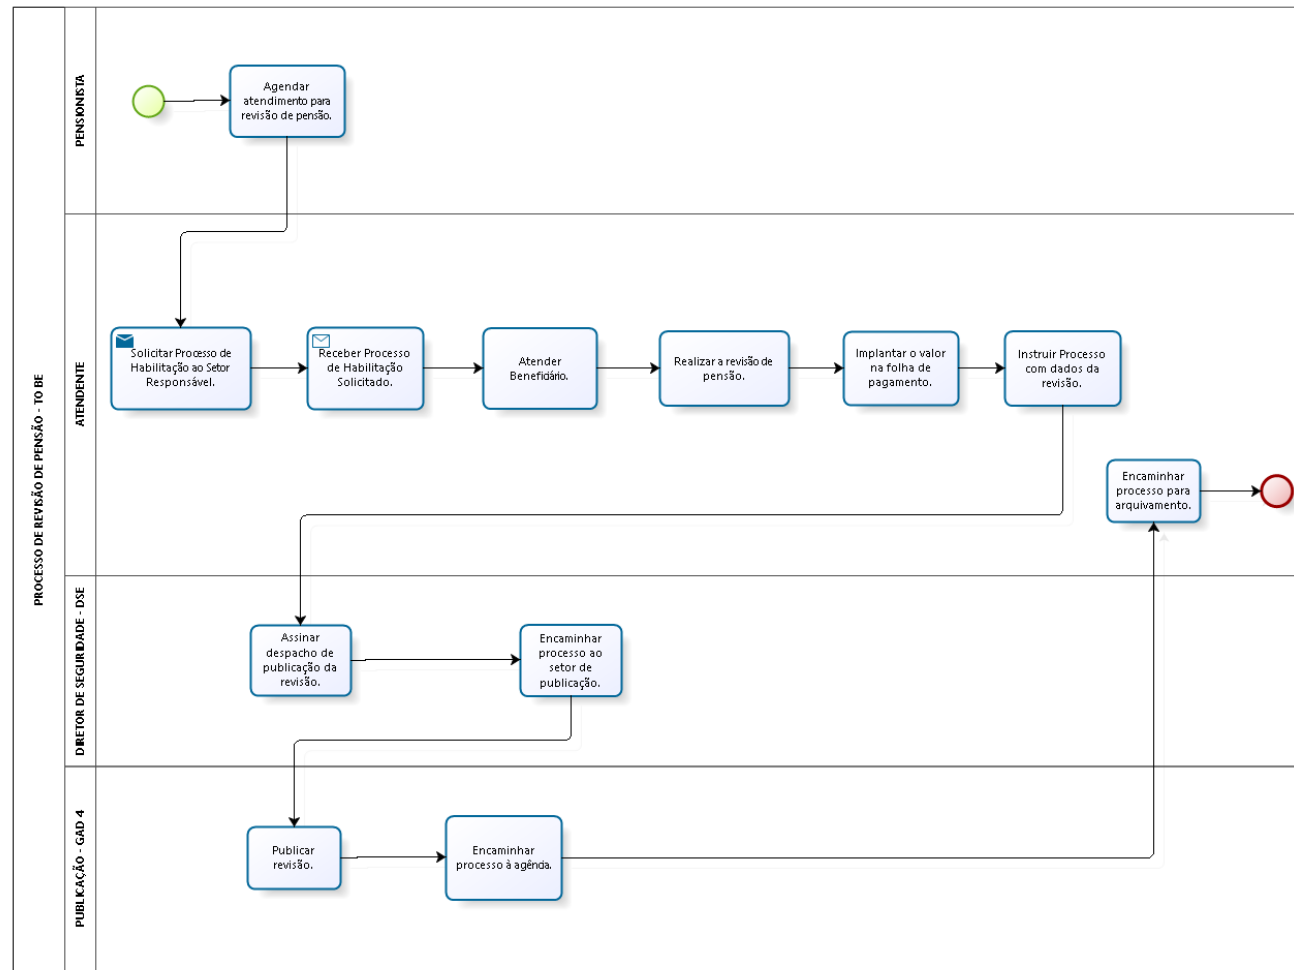 PROCESSO DE REVISÃO DE PENSÃO - TO BE
PENSIONISTA
Agendar
atendimento para
revisão de pensão.
ATENDENTE
Solicitar Processo de
Habilitação ao Setor
Responsável.
Receber Processo
de Habilitação
Solicitado.
Atender
Beneficiário.
Realizar a revisão de
pensão.
Implantar o valor
na folha de
pagamento.
Instruir Processo
com dados da
revisão.
Encaminhar
processo para
arquivamento.
DIRETOR DE SEGURIDADE - DSE
Assinar
despacho de
publicação da
revisão.
Encaminhar
processo ao
setor de
publicação.
PUBLICAÇÃO - GAD 4
Publicar
revisão.
Encaminhar
processo à agência.